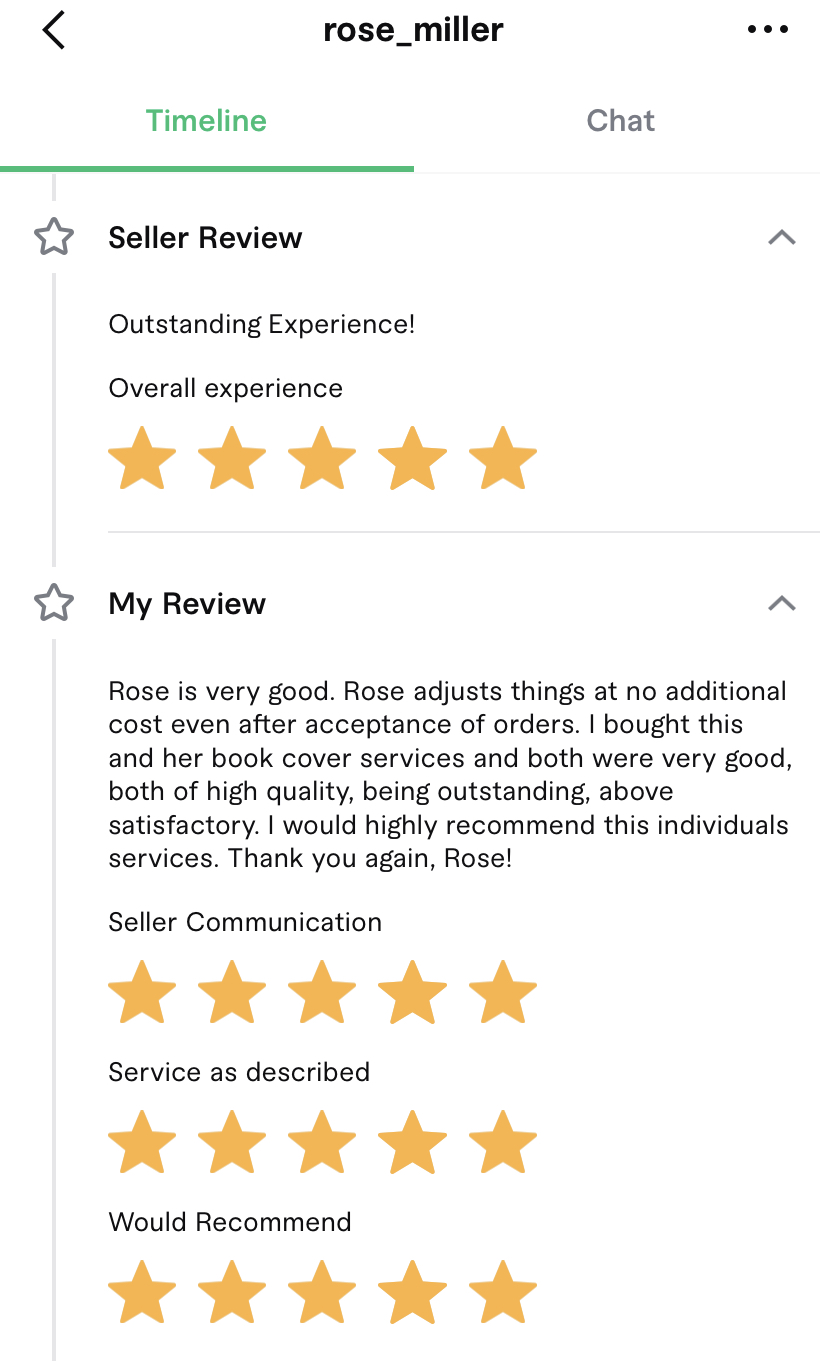 rose_miller
Timeline
Chat
Seller Review
Outstanding Experience!
Overall experience
My Review
Rose is very good. Rose adjusts things at no additional
cost even after acceptance of orders. I bought this
and her book cover services and both were very good,
both of high quality, being outstanding, above
satisfactory. I would highly recommend this individuals
services. Thank you again, Rose!
Seller Communication
Service as described
Would Recommend